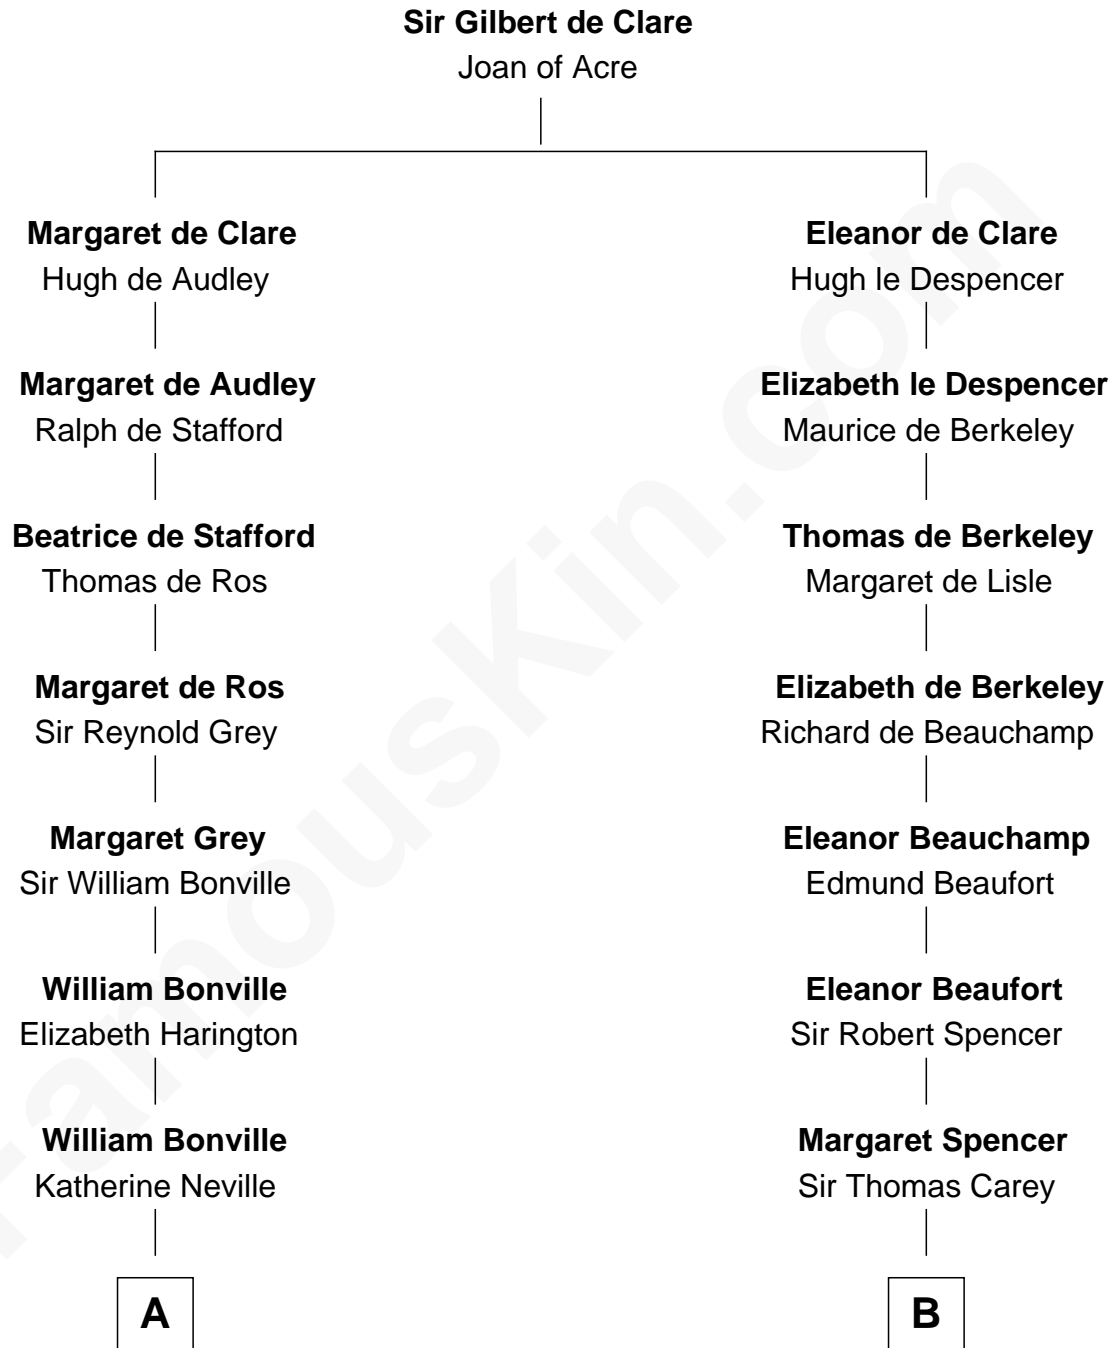 Sir Gilbert de Clare
Joan of Acre
Margaret de Clare
Hugh de Audley
Margaret de Audley
Ralph de Stafford
Beatrice de Stafford
Thomas de Ros
Margaret de Ros
Sir Reynold Grey
Margaret Grey
Sir William Bonville
William Bonville
Elizabeth Harington
William Bonville
Katherine Neville
A
Eleanor de Clare
Hugh le Despencer
Elizabeth le Despencer
Maurice de Berkeley
Thomas de Berkeley
Margaret de Lisle
Elizabeth de Berkeley
Richard de Beauchamp
Eleanor Beauchamp
Edmund Beaufort
Eleanor Beaufort
Sir Robert Spencer
Margaret Spencer
Sir Thomas Carey
B
FamousKin.com